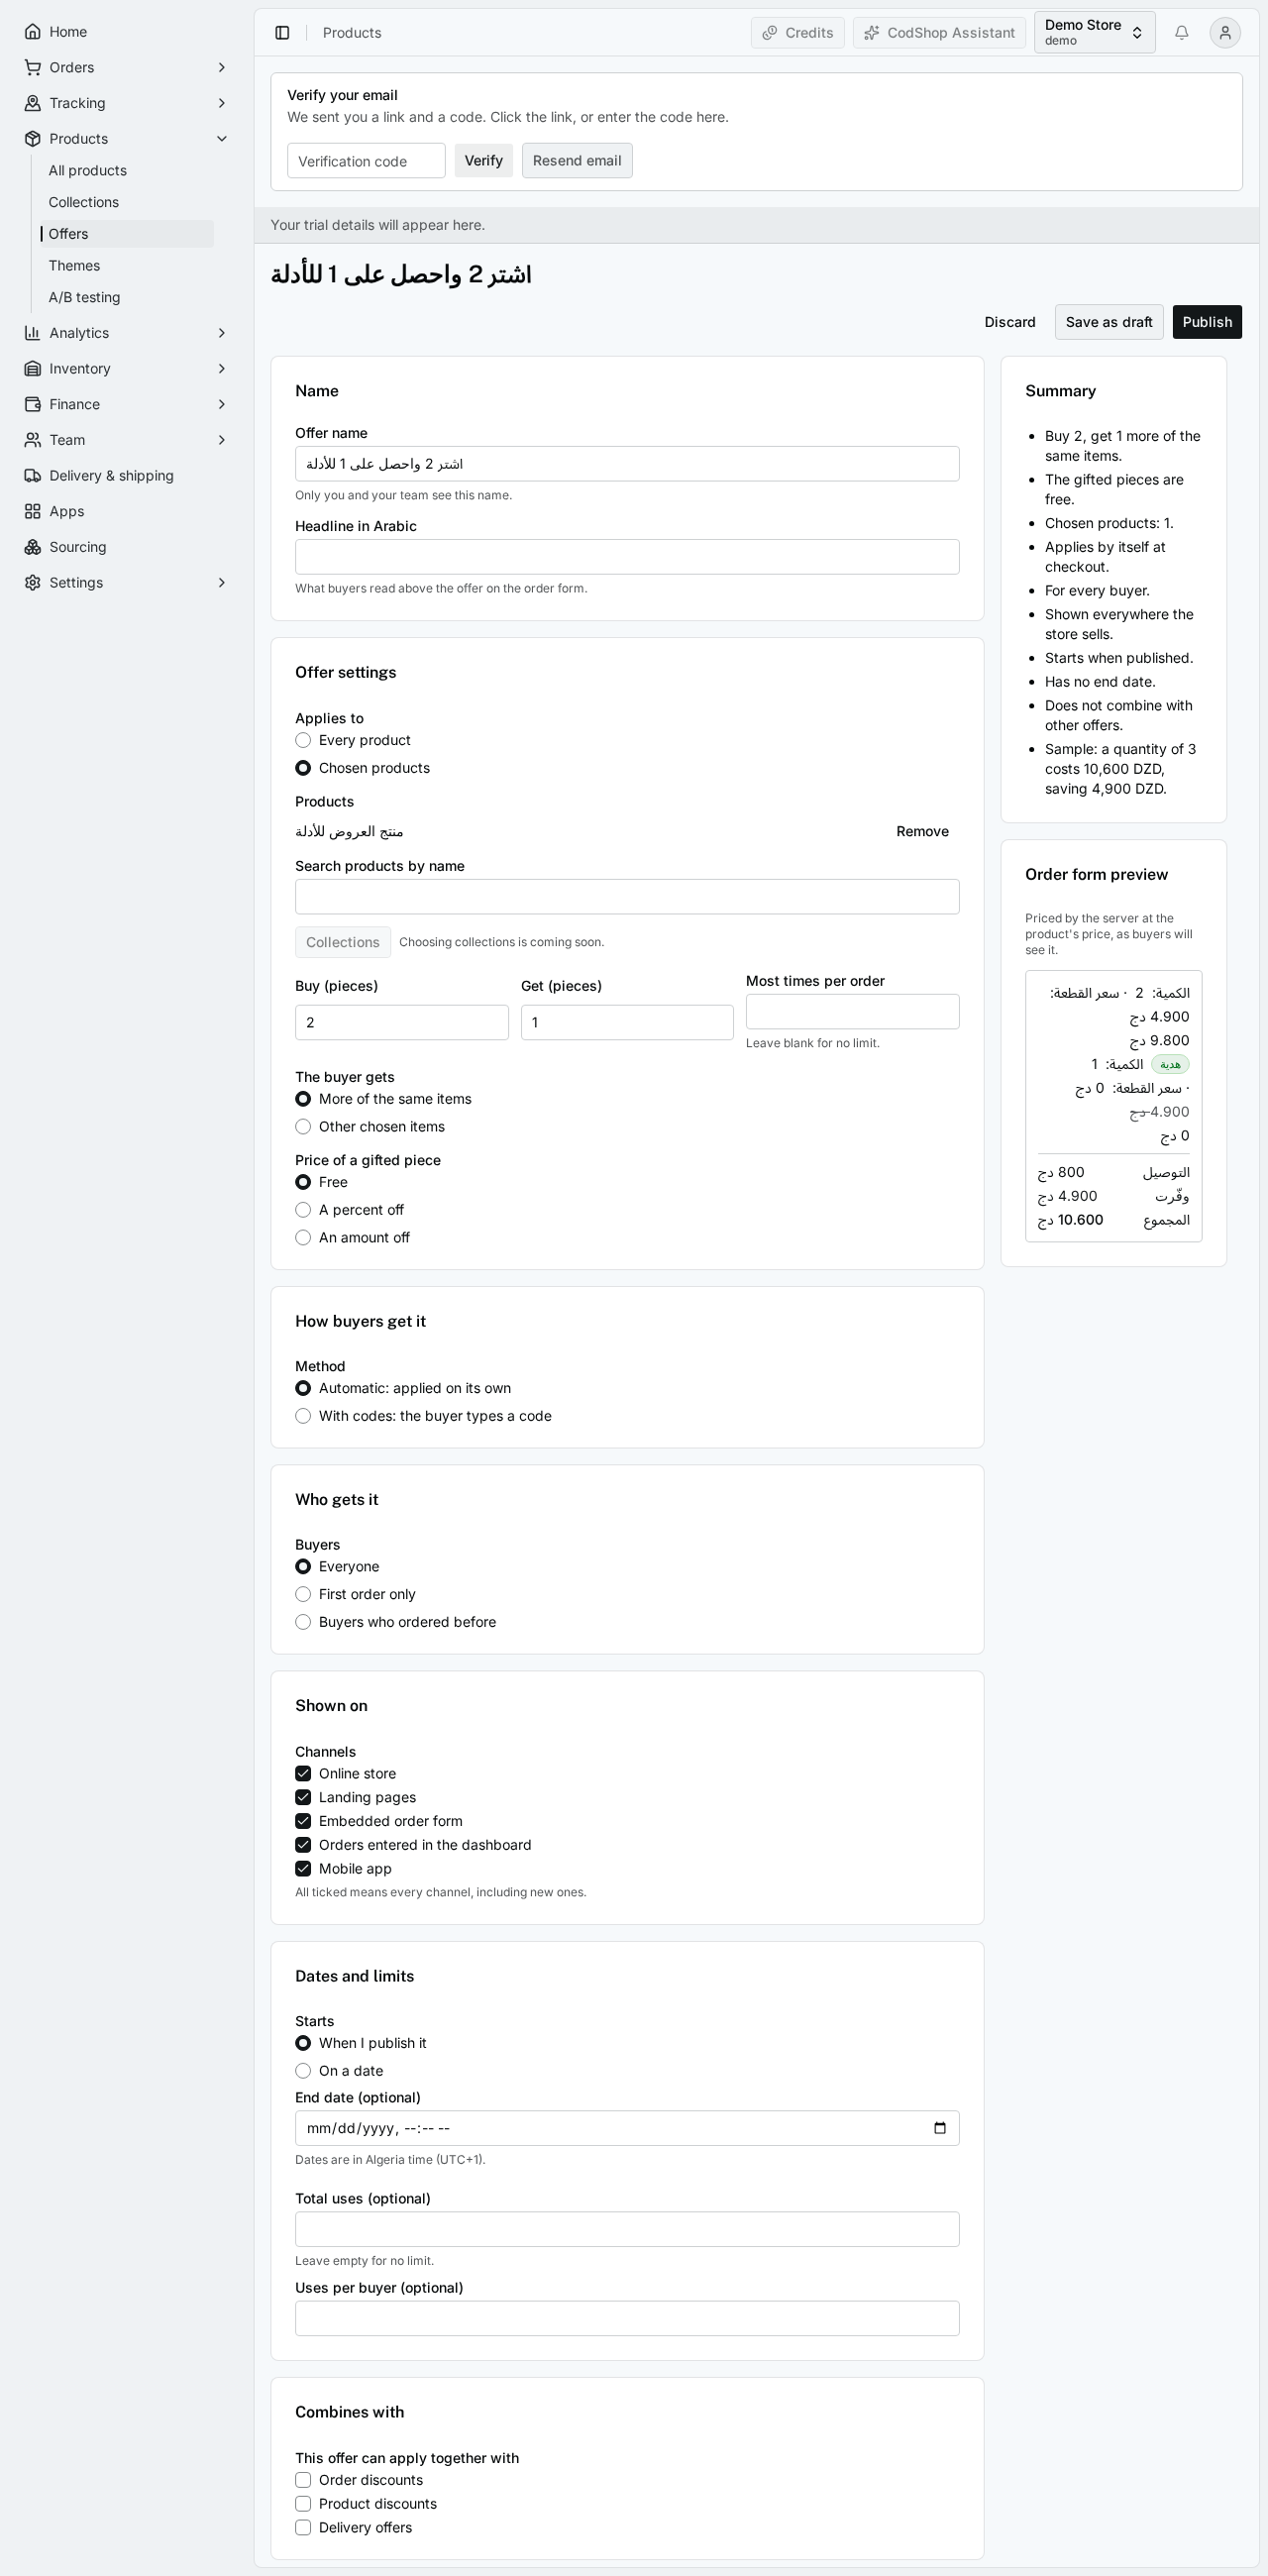 Home
Orders
Tracking
Products
All products
Collections
Offers
Themes
A/B testing
Analytics
Inventory
Finance
Team
Delivery & shipping
Apps
Sourcing
Settings
Products
Credits
CodShop Assistant
Demo Store
demo
Verify your email
We sent you a link and a code. Click the link, or enter the code here.
Verification code
Verify
Resend email
Your trial details will appear here.
اشترِ 2 واحصل على 1 للأدلة
Discard
Save as draft
Publish
Name
Offer name
اشترِ 2 واحصل على 1 للأدلة
Only you and your team see this name.
Headline in Arabic
What buyers read above the offer on the order form.
Offer settings
Applies to
Every product
Chosen products
Products
منتج العروض للأدلة
Remove
Search products by name
Collections
Choosing collections is coming soon.
Buy (pieces)
2
Get (pieces)
1
Most times per order
Leave blank for no limit.
The buyer gets
More of the same items
Other chosen items
Price of a gifted piece
Free
A percent off
An amount off
How buyers get it
Method
Automatic: applied on its own
With codes: the buyer types a code
Who gets it
Buyers
Everyone
First order only
Buyers who ordered before
Shown on
Channels
Online store
Landing pages
Embedded order form
Orders entered in the dashboard
Mobile app
All ticked means every channel, including new ones.
Dates and limits
Starts
When I publish it
On a date
End date (optional)
mm/dd/yyyy, --:-- --
Dates are in Algeria time (UTC+1).
Total uses (optional)
Leave empty for no limit.
Uses per buyer (optional)
Combines with
This offer can apply together with
Order discounts
Product discounts
Delivery offers
Summary
Buy 2, get 1 more of the
same items.
The gifted pieces are
free.
Chosen products: 1.
Applies by itself at
checkout.
For every buyer.
Shown everywhere the
store sells.
Starts when published.
Has no end date.
Does not combine with
other offers.
Sample: a quantity of 3
costs 10,600 DZD,
saving 4,900 DZD.
Order form preview
Priced by the server at the
product's price, as buyers will
see it.
الكمية: 2 · سعر القطعة:
4.900 دج
9.800 دج
هدية الكمية: 1
· سعر القطعة: 0 دج
4.900 دج
0 دج
التوصيل 800 دج
وفّرت 4.900 دج
المجموع 10.600 دج